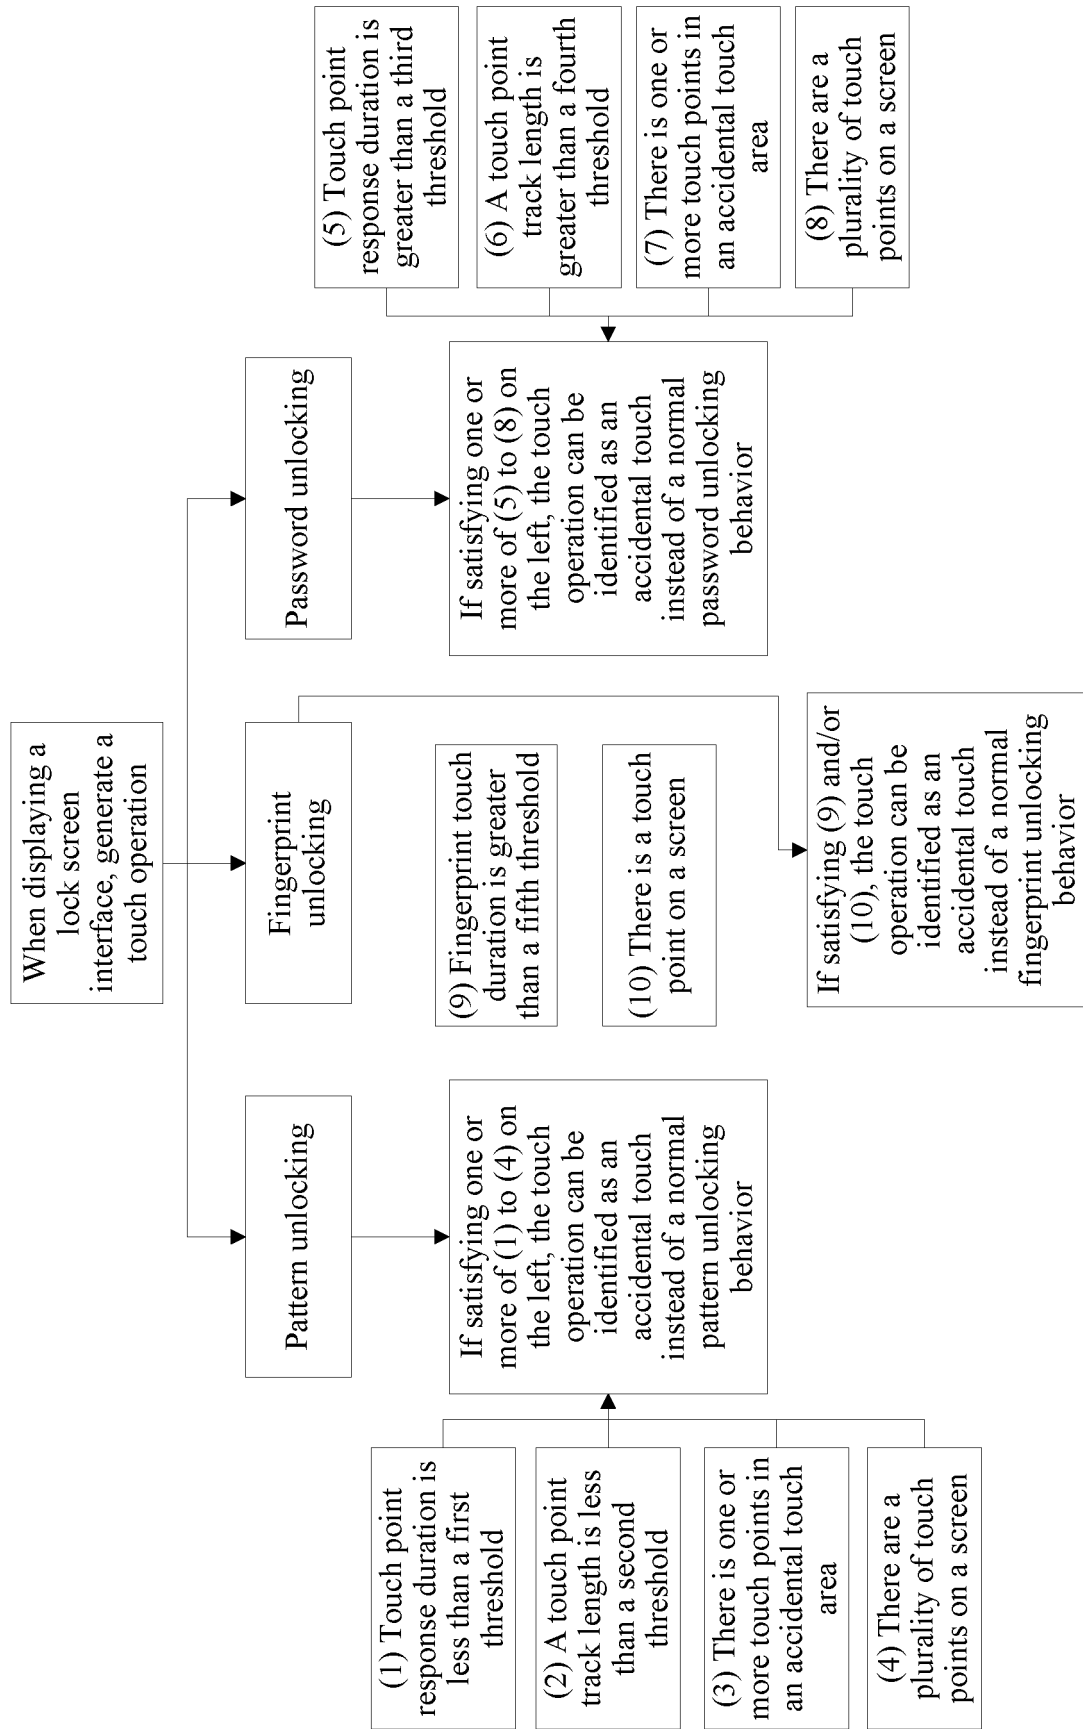 When displaying a
lock screen
interface, generate a
touch operation
Pattern unlocking
Fingerprint
unlocking
Password unlocking
(1) Touch point
response duration is
less than a first
threshold
(2) A touch point
track length is less
than a second
threshold
(3) There is one or
more touch points in
an accidental touch
area
(4) There are a
plurality of touch
points on a screen
If satisfying one or
more of (1) to (4) on
the left, the touch
operation can be
identified as an
accidental touch
instead of a normal
pattern unlocking
behavior
(9) Fingerprint touch
duration is greater
than a fifth threshold
(10) There is a touch
point on a screen
If satisfying (9) and/or
(10), the touch
operation can be
identified as an
accidental touch
instead of a normal
fingerprint unlocking
behavior
If satisfying one or
more of (5) to (8) on
the left, the touch
operation can be
identified as an
accidental touch
instead of a normal
password unlocking
behavior
(5) Touch point
response duration is
greater than a third
threshold
(6) A touch point
track length is
greater than a fourth
threshold
(7) There is one or
more touch points in
an accidental touch
area
(8) There are a
plurality of touch
points on a screen